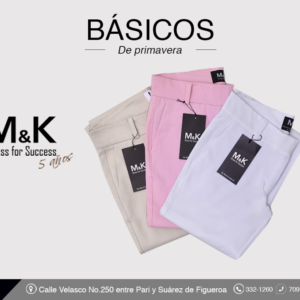 BÁSICOS
De primavera
M&K
ss for Success
5 años
M&K
M&K
Calle Velasco No.250 entre Pari y Suárez de Figueroa
332-1260
709